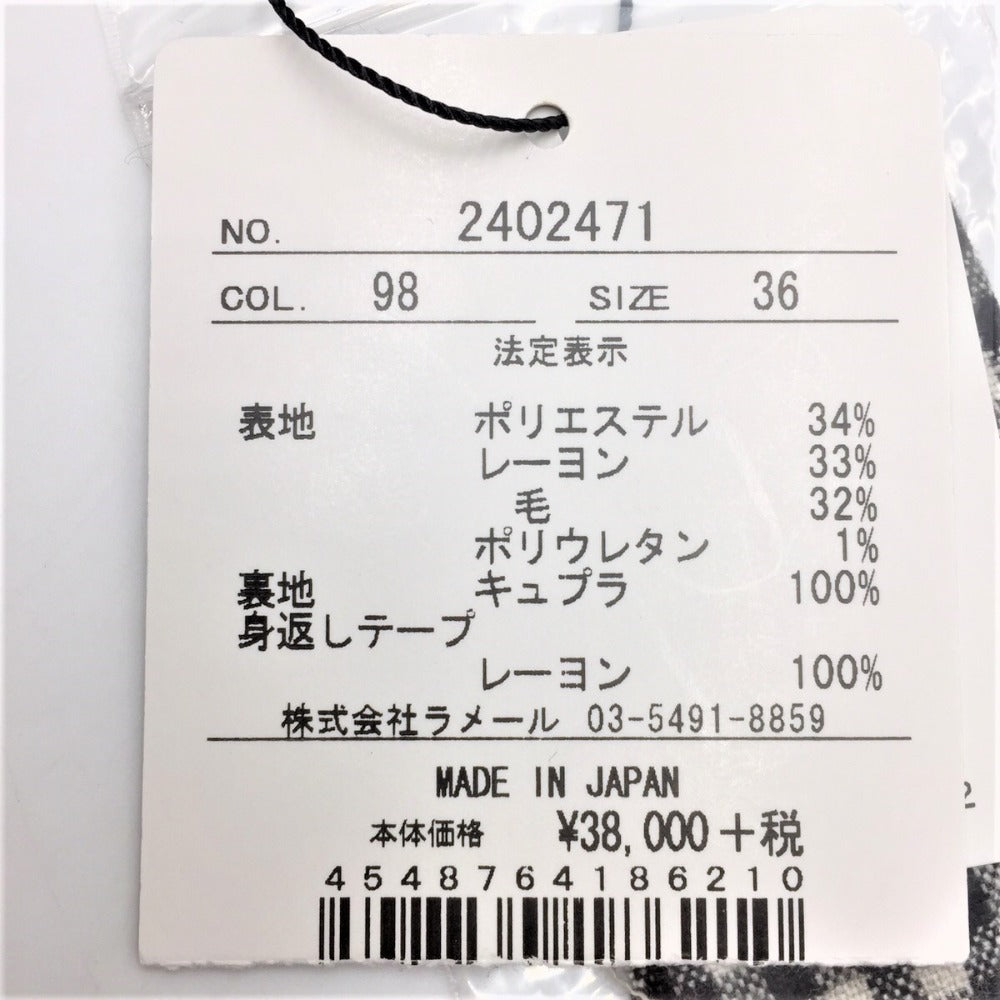 NO. 2402471
COL. 98 SIZE 36
法定表示
表地 ポリエステル 34%
レーヨン 33%
毛 32%
ポリウレタン 1%
裏地 キュプラ 100%
身返しテープ
レーヨン 100%
株式会社ラメール 03-5491-8859
MADE IN JAPAN
本体価格 ¥38,000+税
4548764186210